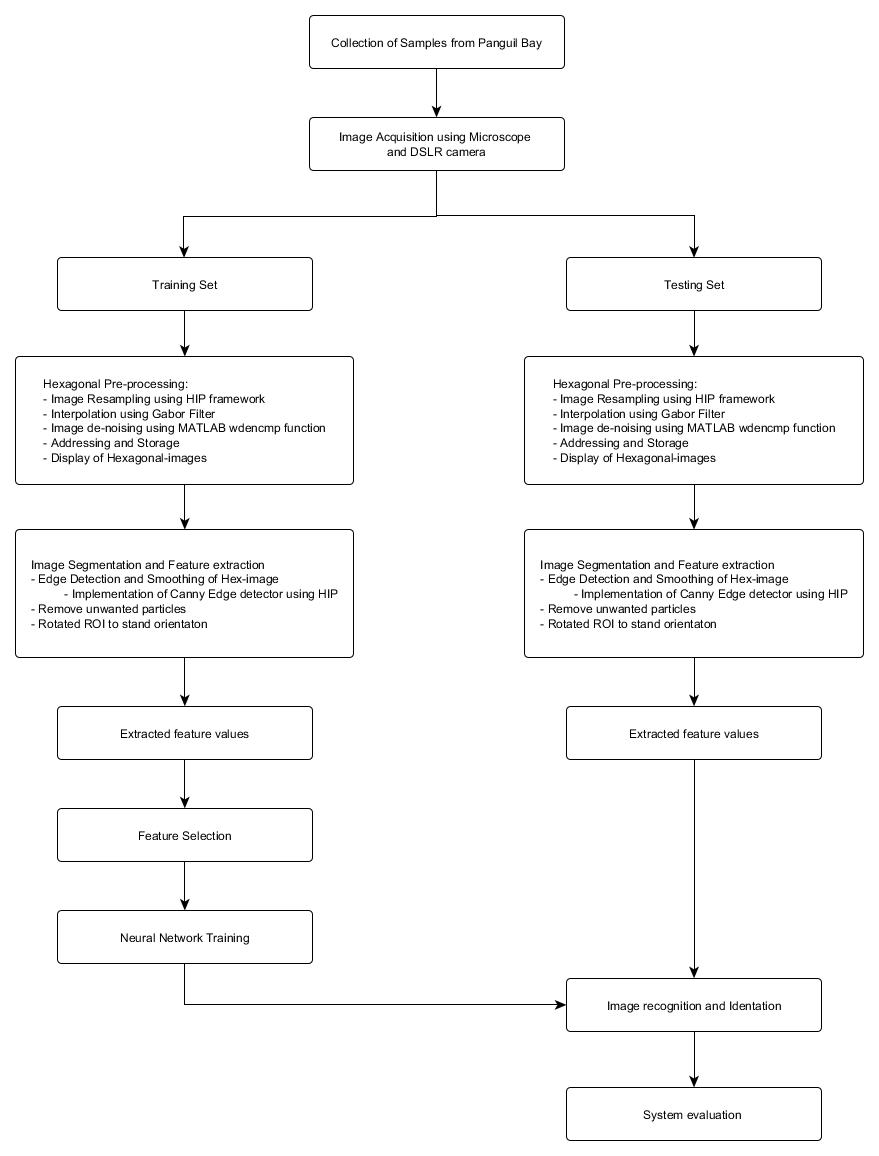 Collection of Samples from Panguil Bay
Image Acquisition using Microscope
and DSLR camera
Training Set
Testing Set
Hexagonal Pre-processing:
- Image Resampling using HIP framework
- Interpolation using Gabor Filter
- Image de-noising using MATLAB wdencmp function
- Addressing and Storage
- Display of Hexagonal-images
Hexagonal Pre-processing:
- Image Resampling using HIP framework
- Interpolation using Gabor Filter
- Image de-noising using MATLAB wdencmp function
- Addressing and Storage
- Display of Hexagonal-images
Image Segmentation and Feature extraction
- Edge Detection and Smoothing of Hex-image
- Implementation of Canny Edge detector using HIP
- Remove unwanted particles
- Rotated ROI to stand orientaton
Image Segmentation and Feature extraction
- Edge Detection and Smoothing of Hex-image
- Implementation of Canny Edge detector using HIP
- Remove unwanted particles
- Rotated ROI to stand orientaton
Extracted feature values
Extracted feature values
Feature Selection
Neural Network Training
Image recognition and Identation
System evaluation